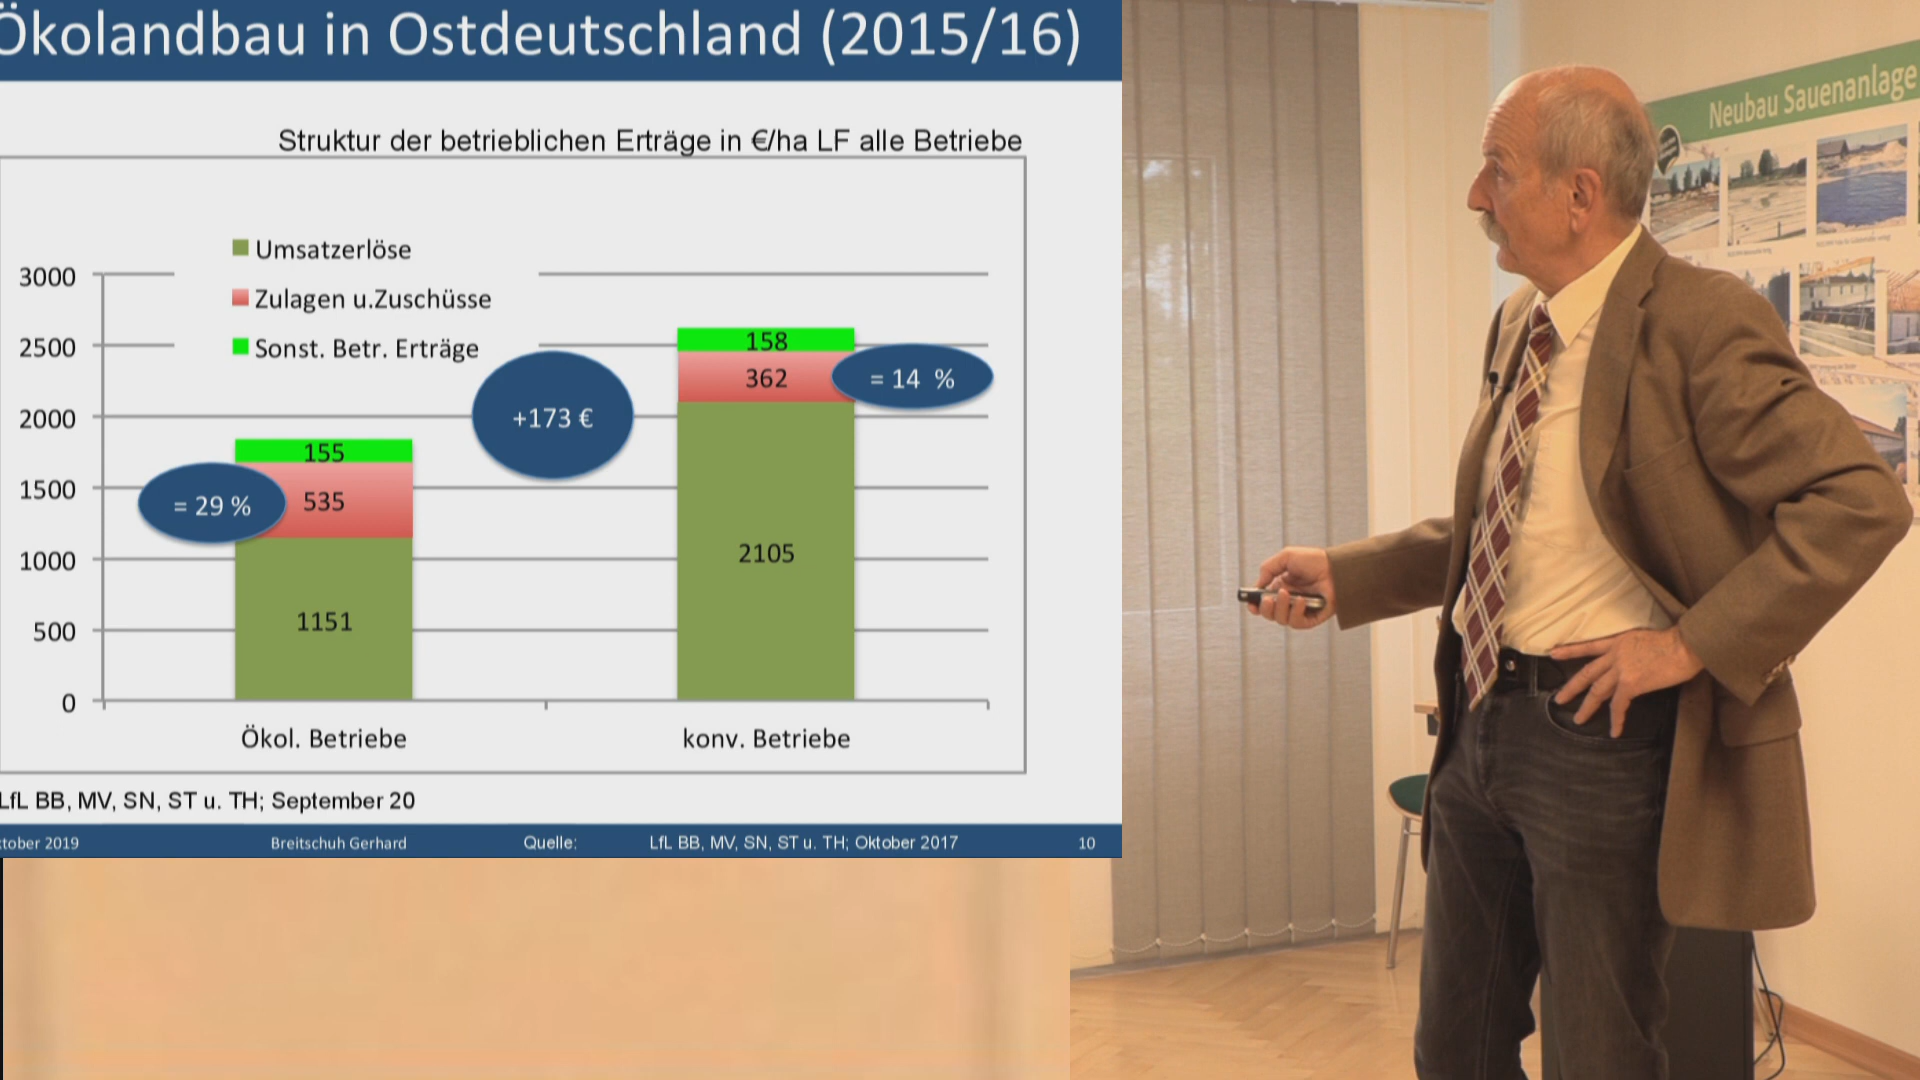 Ökolandbau in Ostdeutschland (2015/16)
Struktur der betrieblichen Erträge in €/ha LF alle Betriebe
Umsatzerlöse
Zulagen u.Zuschüsse
Sonst. Betr. Erträge
3000
2500
2000
1500
1000
500
0
155
535
1151
= 29 %
+173 €
158
362
2105
= 14 %
Ökol. Betriebe
konv. Betriebe
LfL BB, MV, SN, ST u. TH; September 20
tober 2019
Breitschuh Gerhard
Quelle:
LfL BB, MV, SN, ST u. TH; Oktober 2017
10
Neubau Sauenanlage